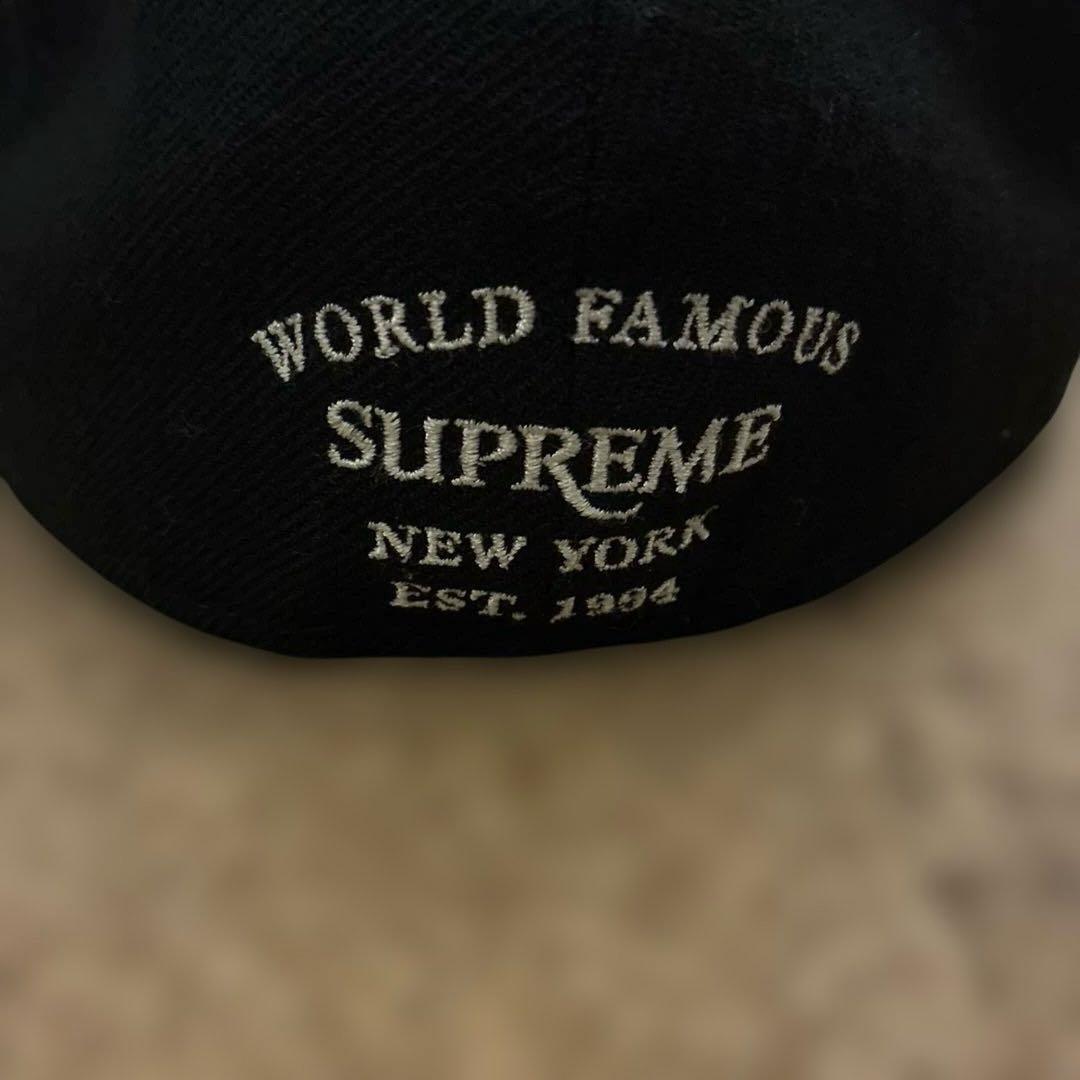 WORLD FAMOUS
SUPREME
NEW YORK
EST. 1994